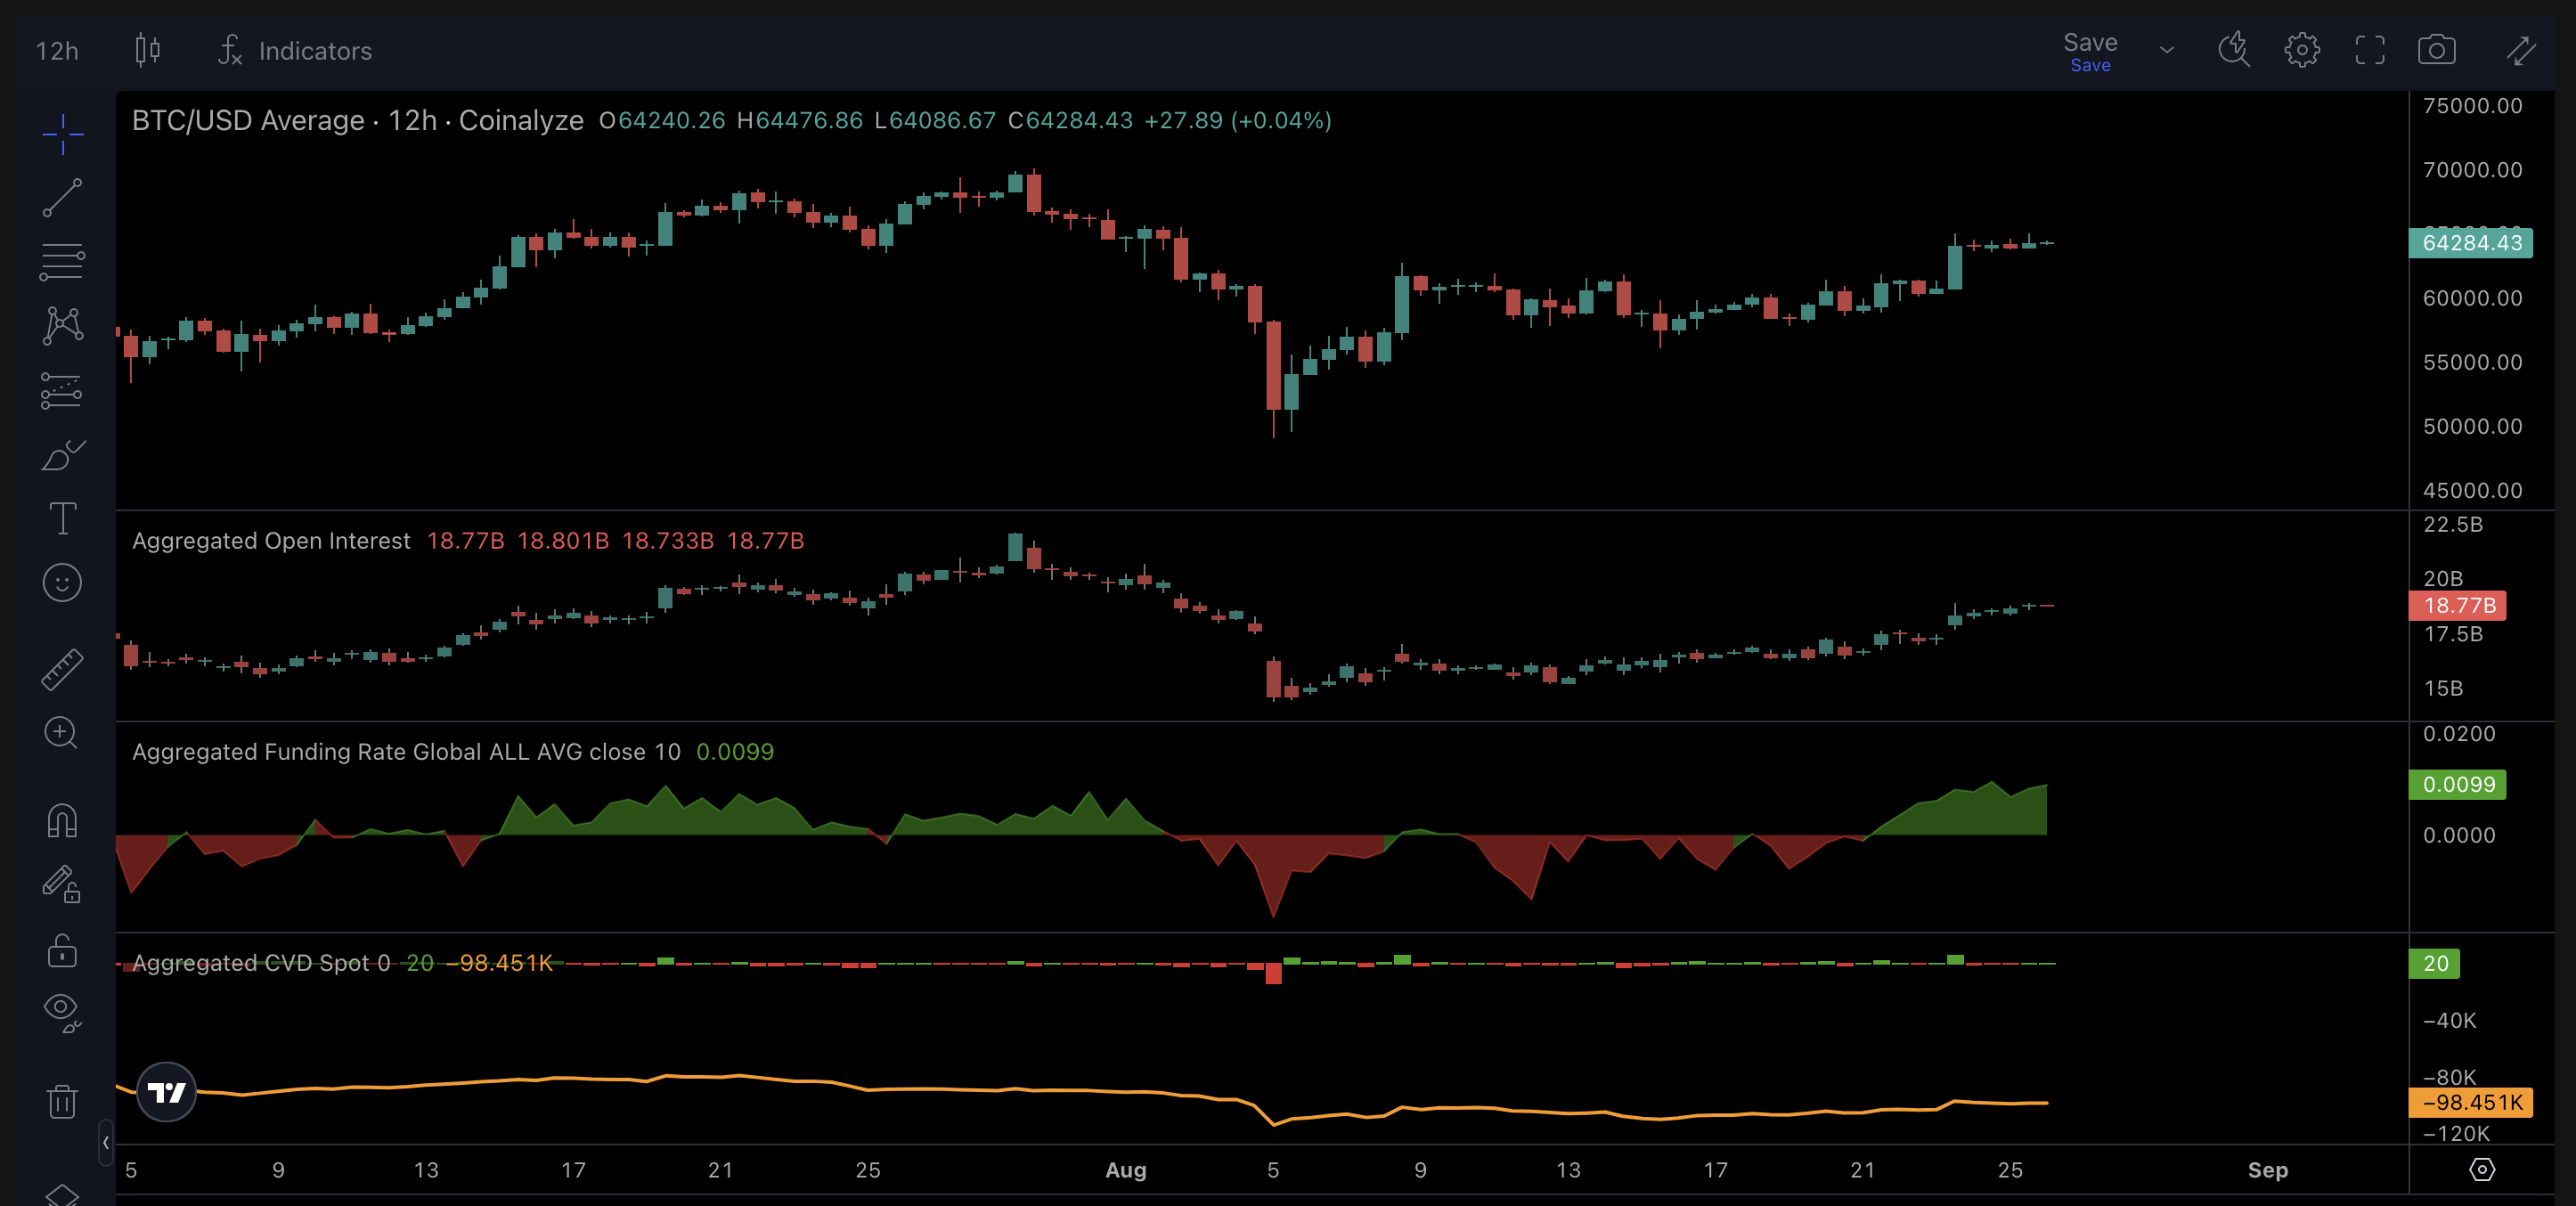 12h Indicators Save
Save
BTC/USD Average · 12h · Coinalyze O64240.26 H64476.86 L64086.67 C64284.43 +27.89 (+0.04%)
75000.00
70000.00
64284.43
60000.00
55000.00
50000.00
45000.00
Aggregated Open Interest 18.77B 18.801B 18.733B 18.77B
22.5B
20B
18.77B
17.5B
15B
Aggregated Funding Rate Global ALL AVG close 10 0.0099
0.0200
0.0099
0.0000
Aggregated CVD Spot 0 20 −98.451K
20
−40K
−80K
−98.451K
−120K
5 9 13 17 21 25 Aug 5 9 13 17 21 25 Sep